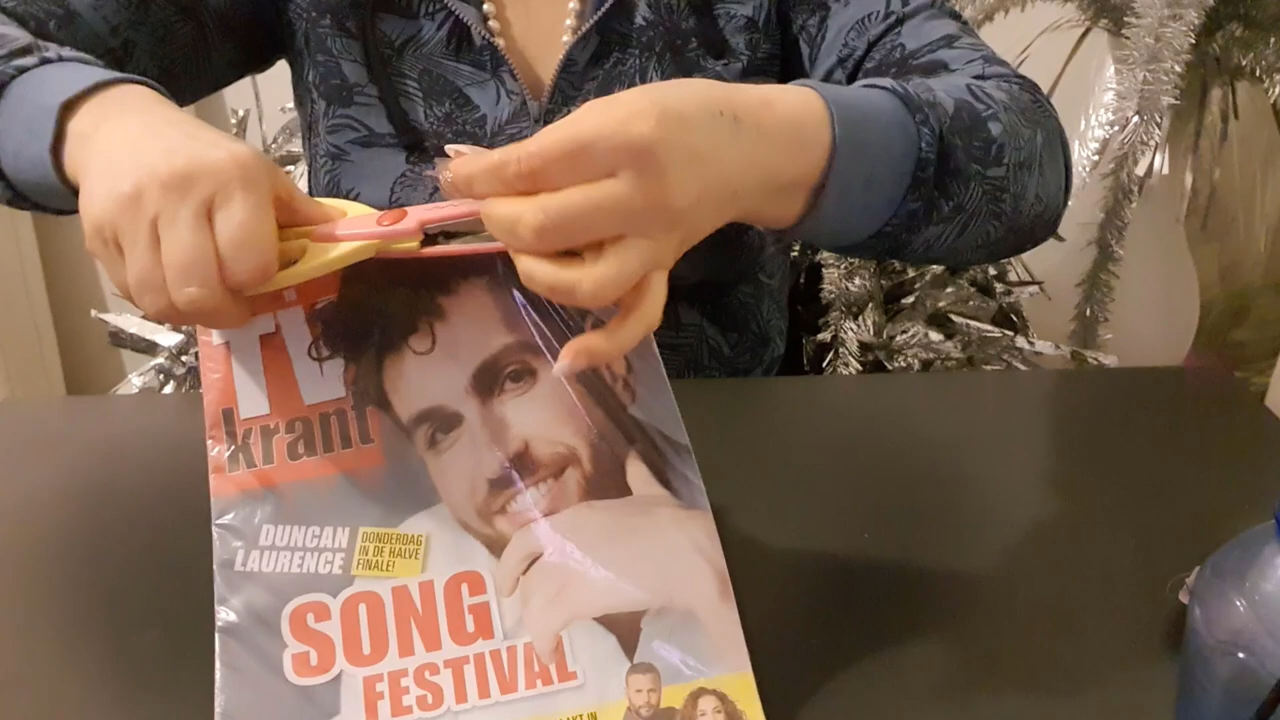 krant
DUNCAN
LAURENCE
DONDERDAG
IN DE HALVE
FINALE!
SONG
FESTIVAL